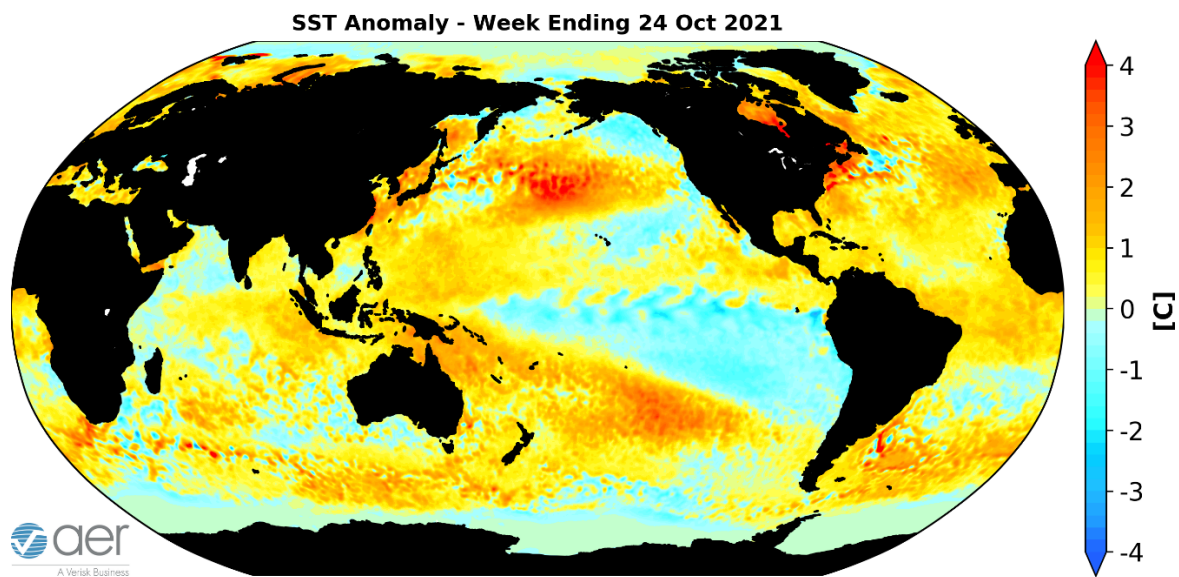 SST Anomaly - Week Ending 24 Oct 2021
4
3
2
1
0
-1
-2
-3
-4
[C]
aer
A Verisk Business